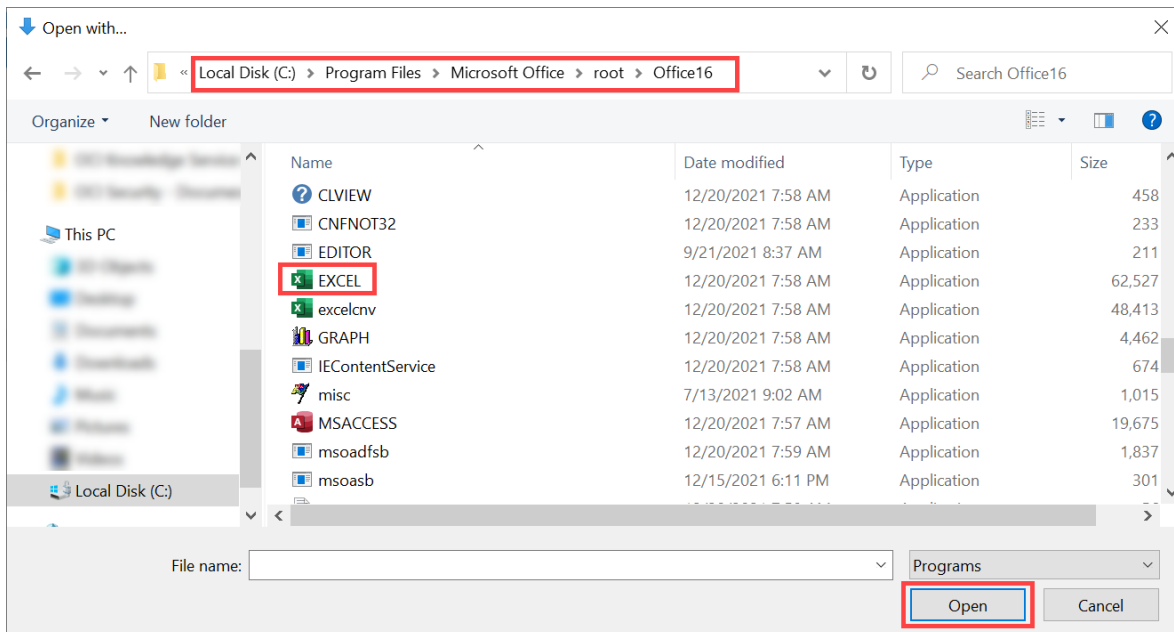 Open with...
« Local Disk (C:) > Program Files > Microsoft Office > root > Office16
Search Office16
Organize
New folder
Name Date modified Type Size
CLVIEW 12/20/2021 7:58 AM Application 458
CNFNOT32 12/20/2021 7:58 AM Application 233
EDITOR 9/21/2021 8:37 AM Application 211
EXCEL 12/20/2021 7:58 AM Application 62,527
excelcnv 12/20/2021 7:58 AM Application 48,413
GRAPH 12/20/2021 7:58 AM Application 4,462
IEContentService 12/20/2021 7:58 AM Application 674
misc 7/13/2021 9:02 AM Application 1,015
MSACCESS 12/20/2021 7:57 AM Application 19,675
msoadfsb 12/20/2021 7:59 AM Application 1,837
msoasb 12/15/2021 6:11 PM Application 301
This PC
Local Disk (C:)
File name:
Programs
Open
Cancel